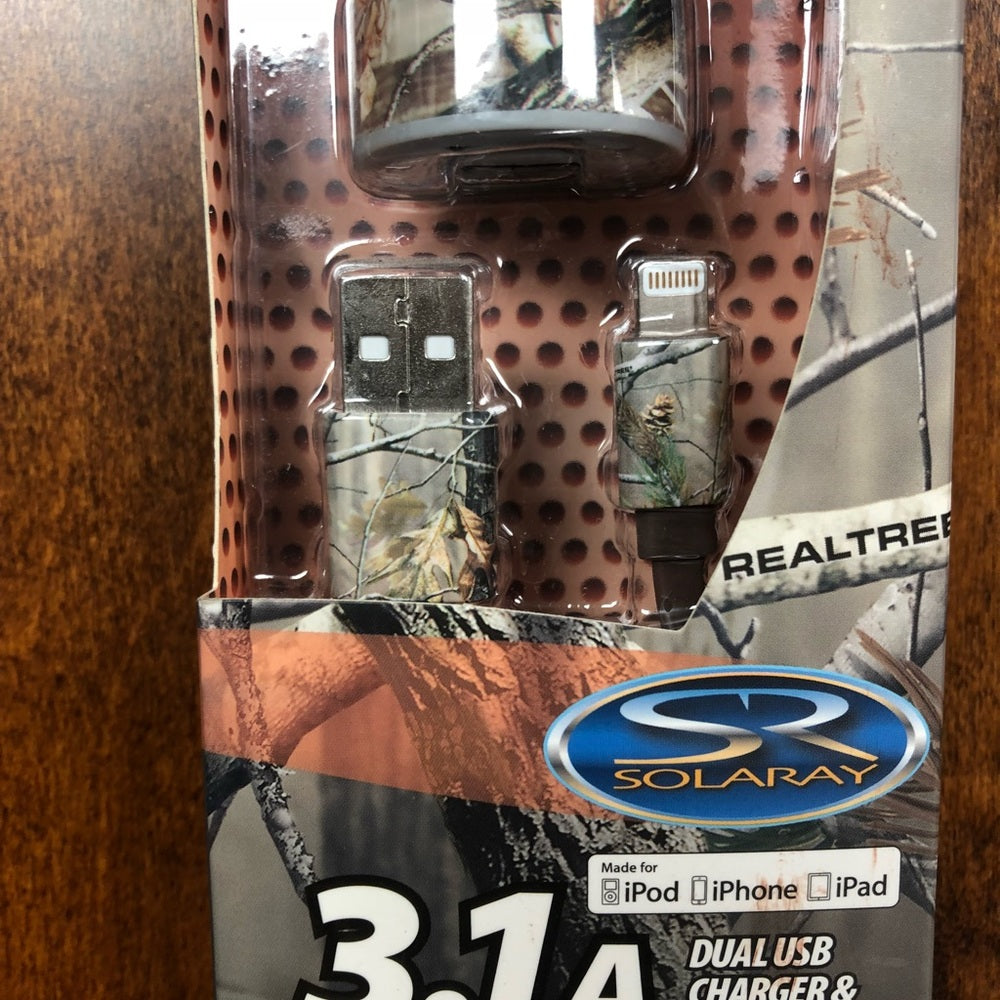 REALTREE
SR
SOLARAY
Made for
iPod iPhone iPad
3.1A
DUAL USB
CHARGER &